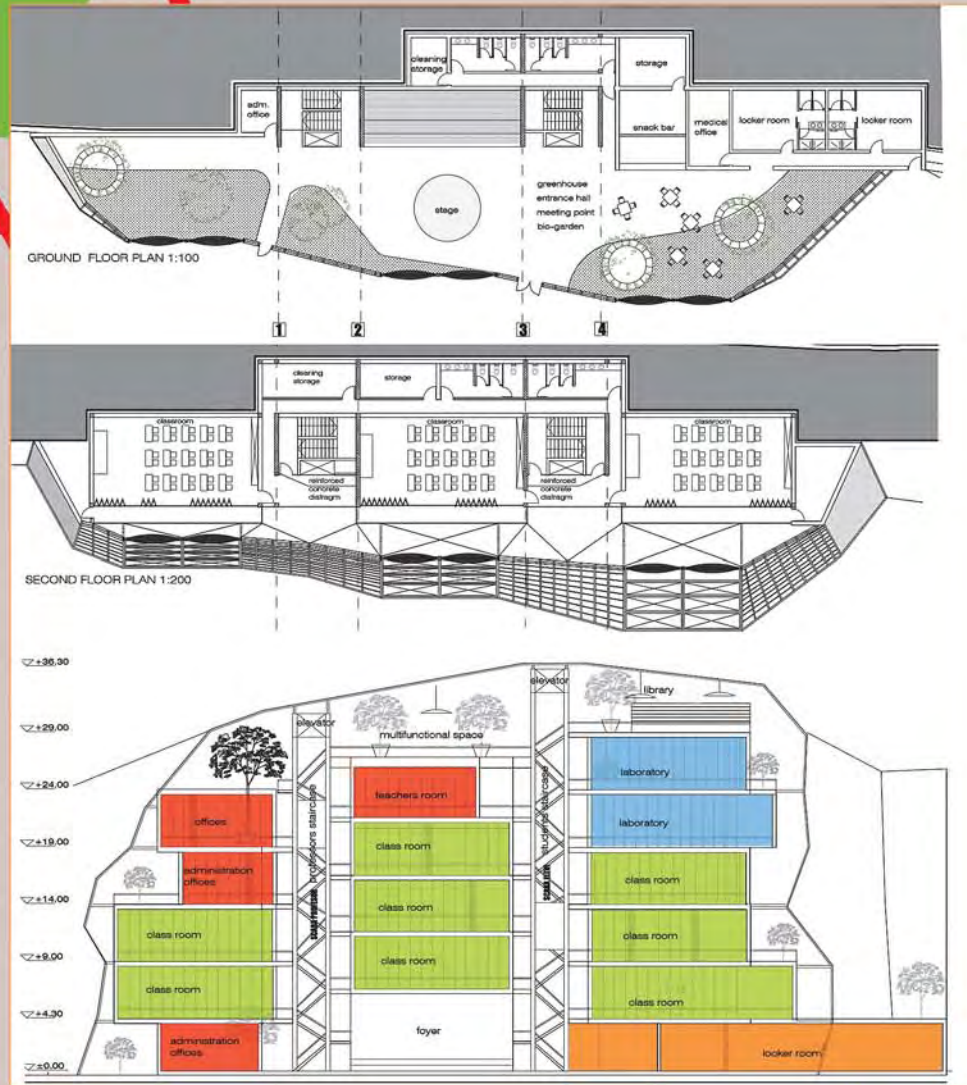 cleaning
storage
storage
adm.
office
snack bar
medical
office
locker room
locker room
stage
greenhouse
entrance hall
meeting point
bio-garden
GROUND FLOOR PLAN 1:100
1
2
3
4
cleaning
storage
storage
classroom
classroom
classroom
reinforced
concrete
diafragm
reinforced
concrete
diafragm
SECOND FLOOR PLAN 1:200
+36,30
elevator
library
+29,00
elevator
multifunctional space
laboratory
+24,00
teachers room
offices
laboratory
+19,00
class room
professors staircase
students staircase
administration
offices
class room
+14,00
class room
class room
class room
+9,00
class room
class room
class room
+4,30
foyer
administration
offices
looker room
±0,00